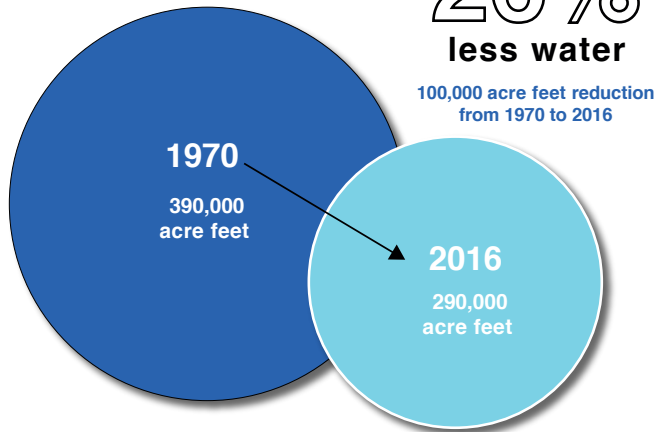 less water
100,000 acre feet reduction
from 1970 to 2016
1970
390,000
acre feet
2016
290,000
acre feet